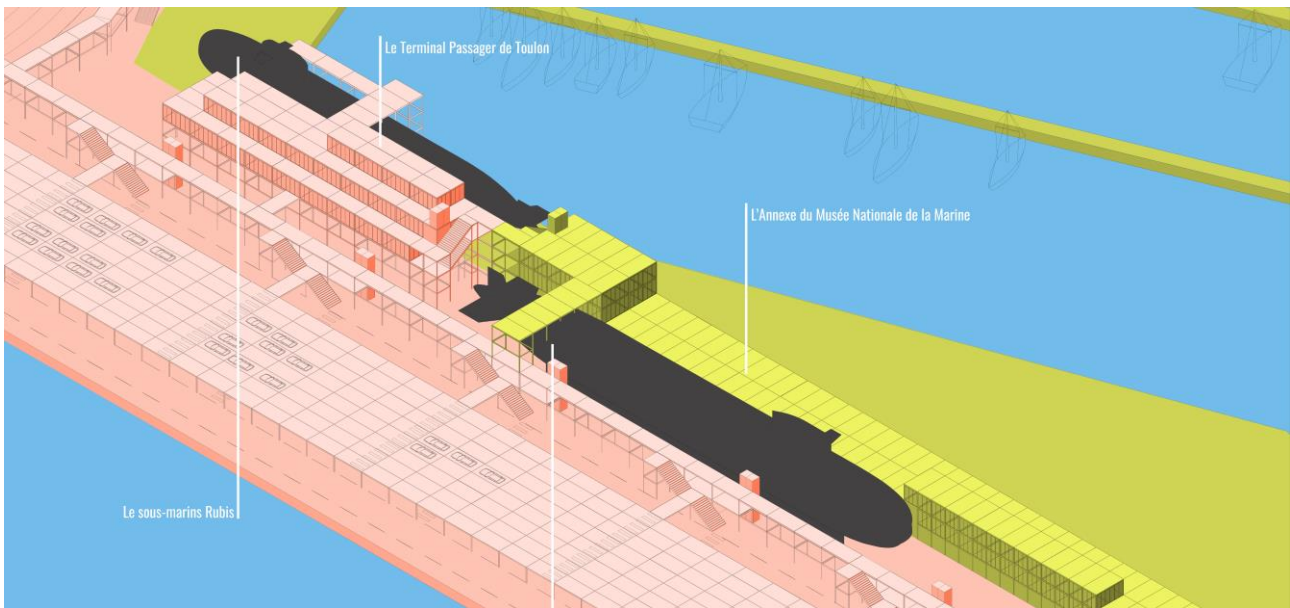 Le Terminal Passager de Toulon
L'Annexe du Musée Nationale de la Marine
Le sous-marins Rubis